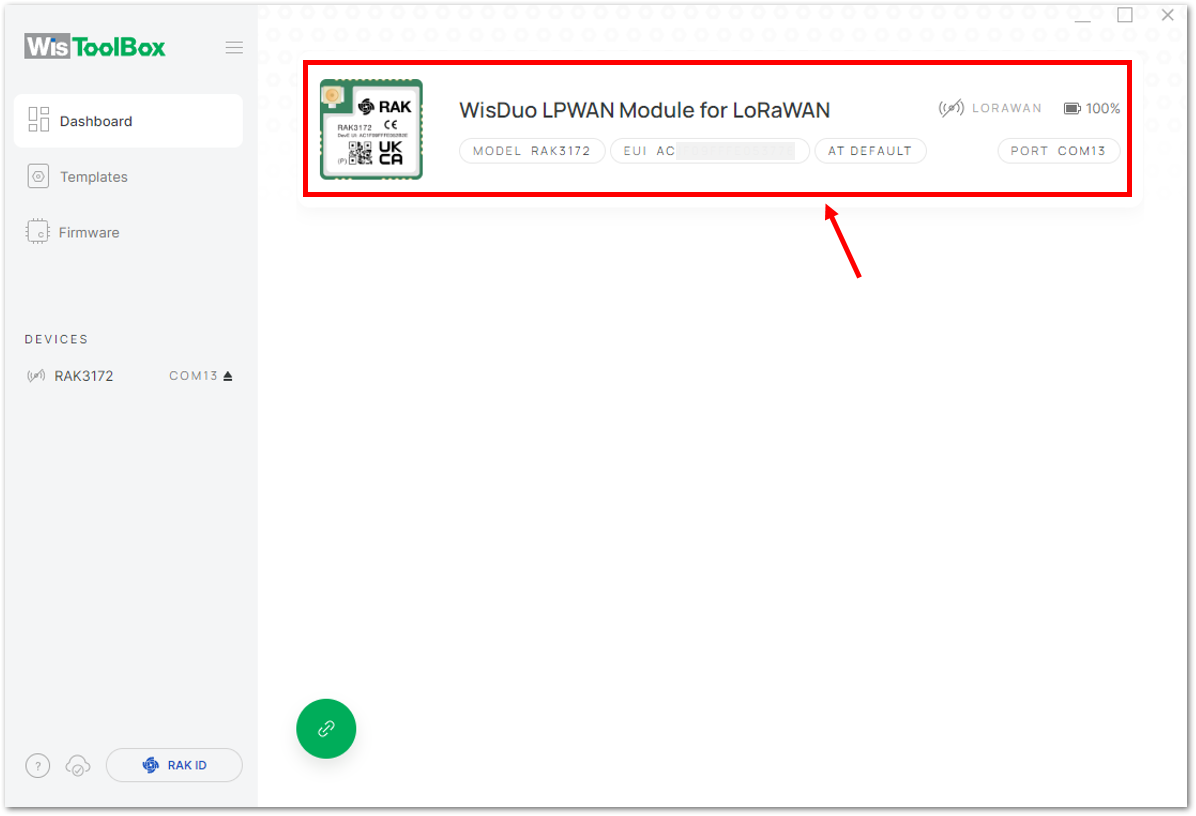 WisToolBox
Dashboard
Templates
Firmware
DEVICES
RAK3172 COM13
RAK ID
RAK
RAK3172 CE
UK
CA
(P)
WisDuo LPWAN Module for LoRaWAN
LORAWAN 100%
MODEL RAK3172 EUI AC AT DEFAULT PORT COM13